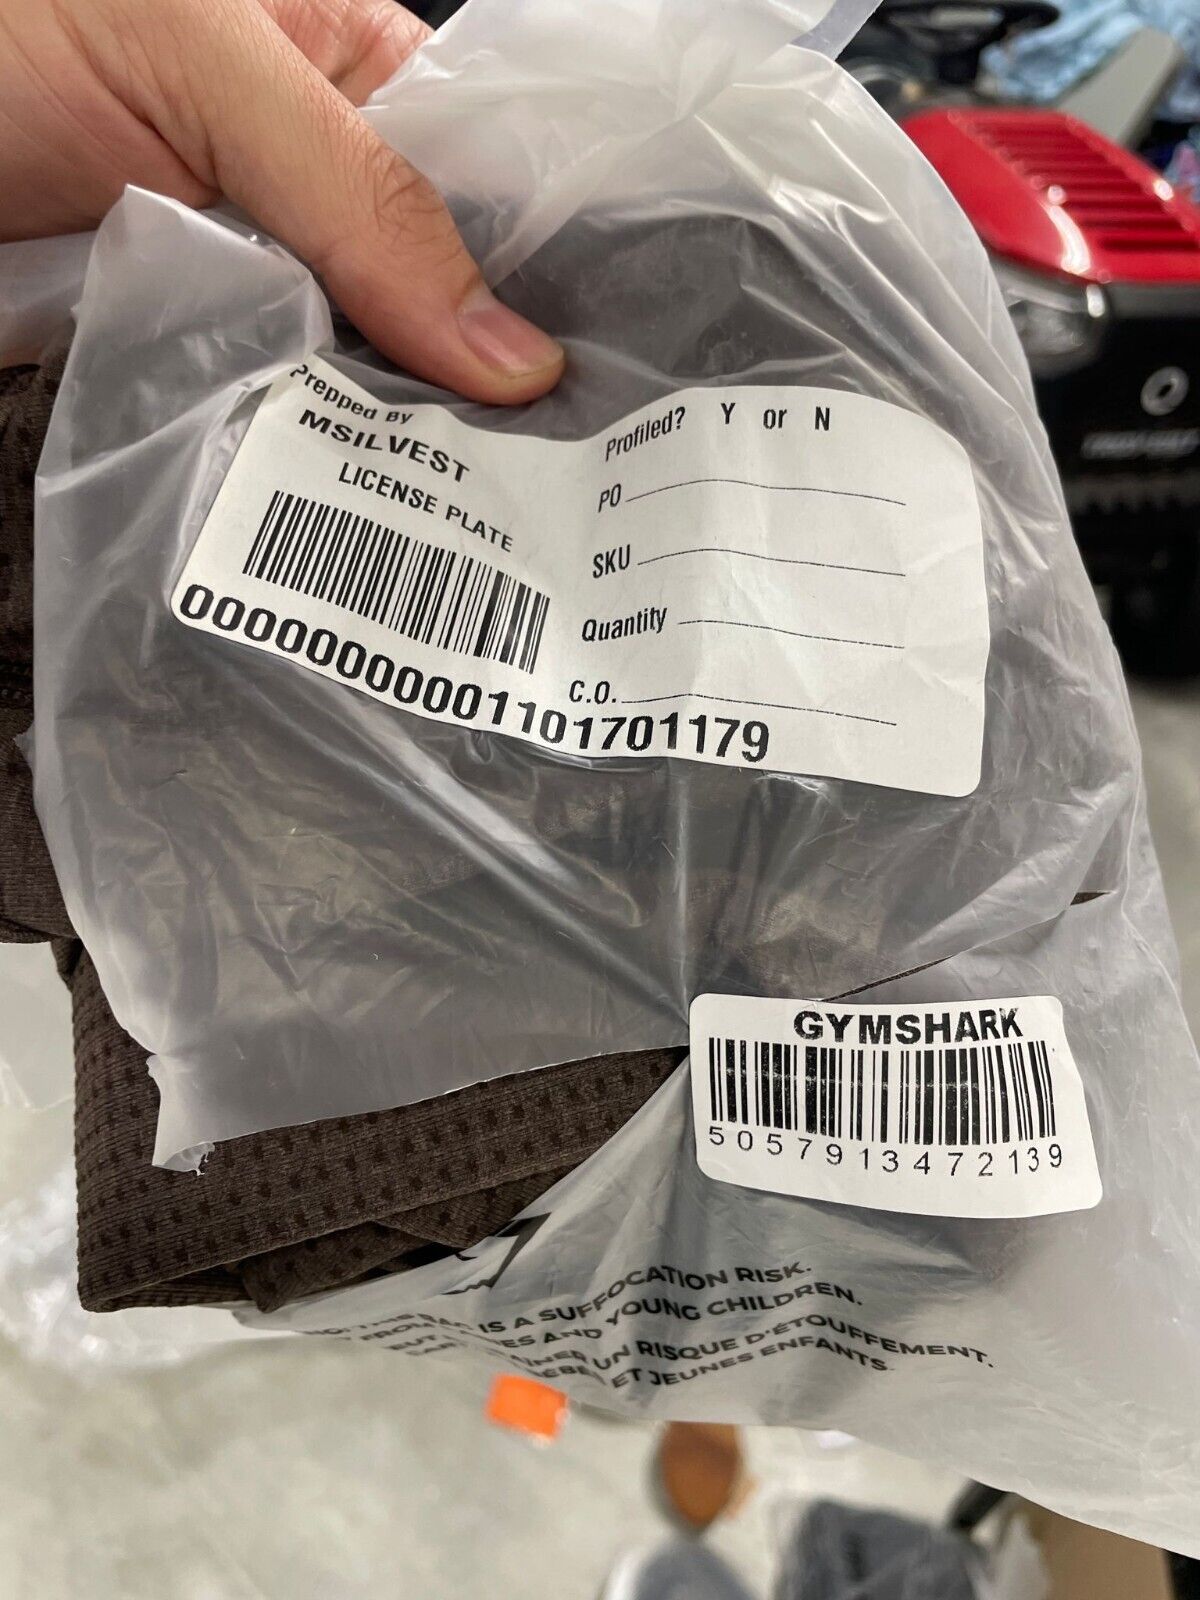 Prepped By
MSILVEST
LICENSE PLATE
00000000001101701179
Profiled? Y or N
PO
SKU
Quantity
C.O.
GYMSHARK
5057913472139
IS A SUFFOCATION RISK.
AND YOUNG CHILDREN.
UN RISQUE D'ÉTOUFFEMENT.
ET JEUNES ENFANTS.